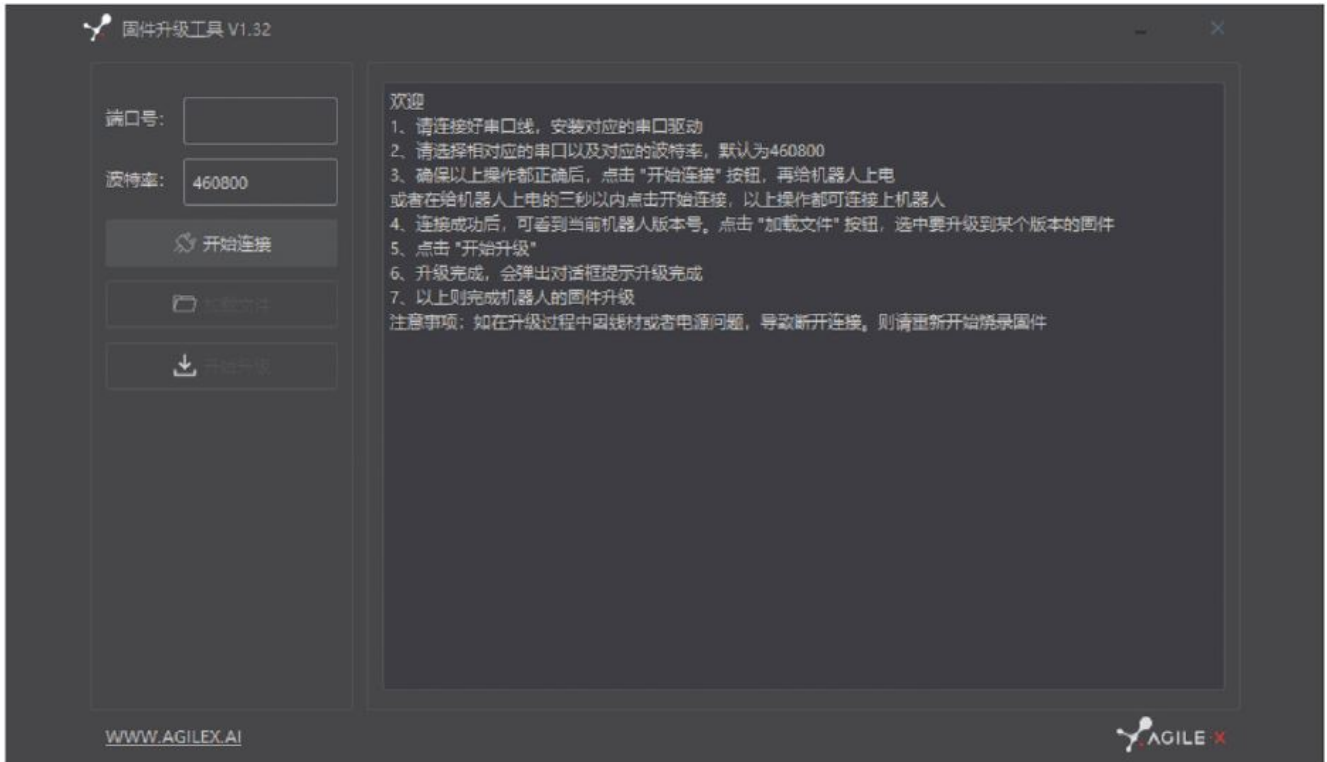 固件升级工具 V1.32
端口号：
波特率： 460800
开始连接
加载文件
开始升级
欢迎
1、请连接好串口线，安装对应的串口驱动
2、请选择相对应的串口以及对应的波特率，默认为460800
3、确保以上操作都正确后，点击 "开始连接" 按钮，再给机器人上电
或者在给机器人上电的三秒以内点击开始连接，以上操作都可连接上机器人
4、连接成功后，可看到当前机器人版本号。点击 "加载文件" 按钮，选中要升级到某个版本的固件
5、点击 "开始升级"
6、升级完成，会弹出对话框提示升级完成
7、以上则完成机器人的固件升级
注意事项：如在升级过程中因线材或者电源问题，导致断开连接。则请重新开始烧录固件
WWW.AGILEX.AI
AGILE X